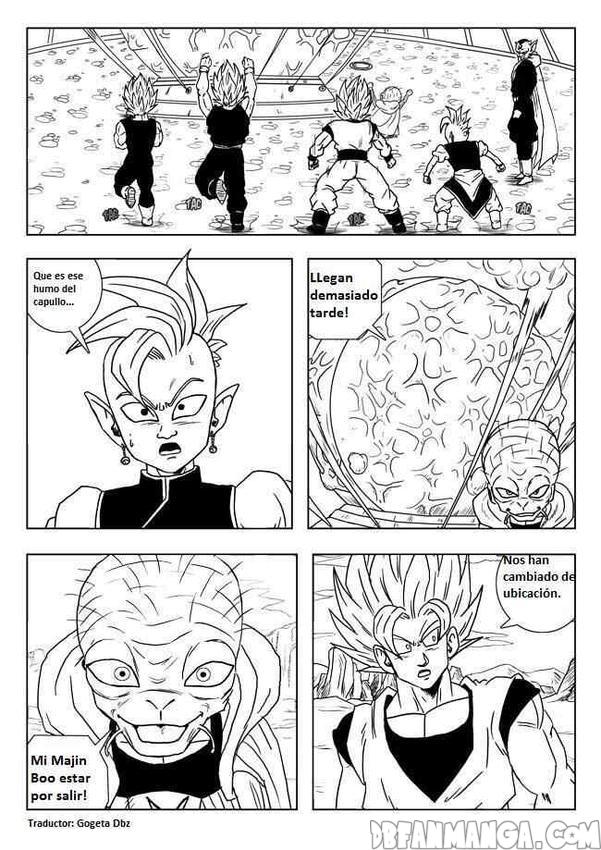 TAC
TAC
TAC
TAC
Que es ese
humo del
capullo...
LLegan
demasiado
tarde!
Mi Majin
Boo estar
por salir!
Nos han
cambiado de
ubicación.
Traductor: Gogeta Dbz
DBFANMANGA.COM